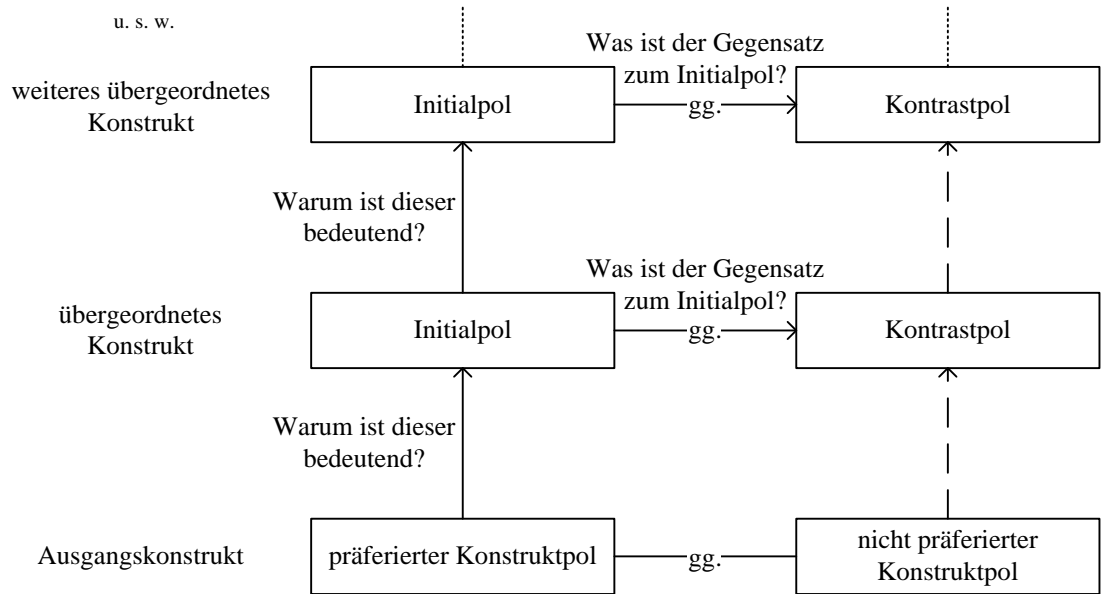 u. s. w.
Was ist der Gegensatz
zum Initialpol?
weiteres übergeordnetes
Konstrukt
Initialpol
gg.
Kontrastpol
Warum ist dieser
bedeutend?
Was ist der Gegensatz
zum Initialpol?
übergeordnetes
Konstrukt
Initialpol
gg.
Kontrastpol
Warum ist dieser
bedeutend?
Ausgangskonstrukt
präferierter Konstruktpol
gg.
nicht präferierter
Konstruktpol